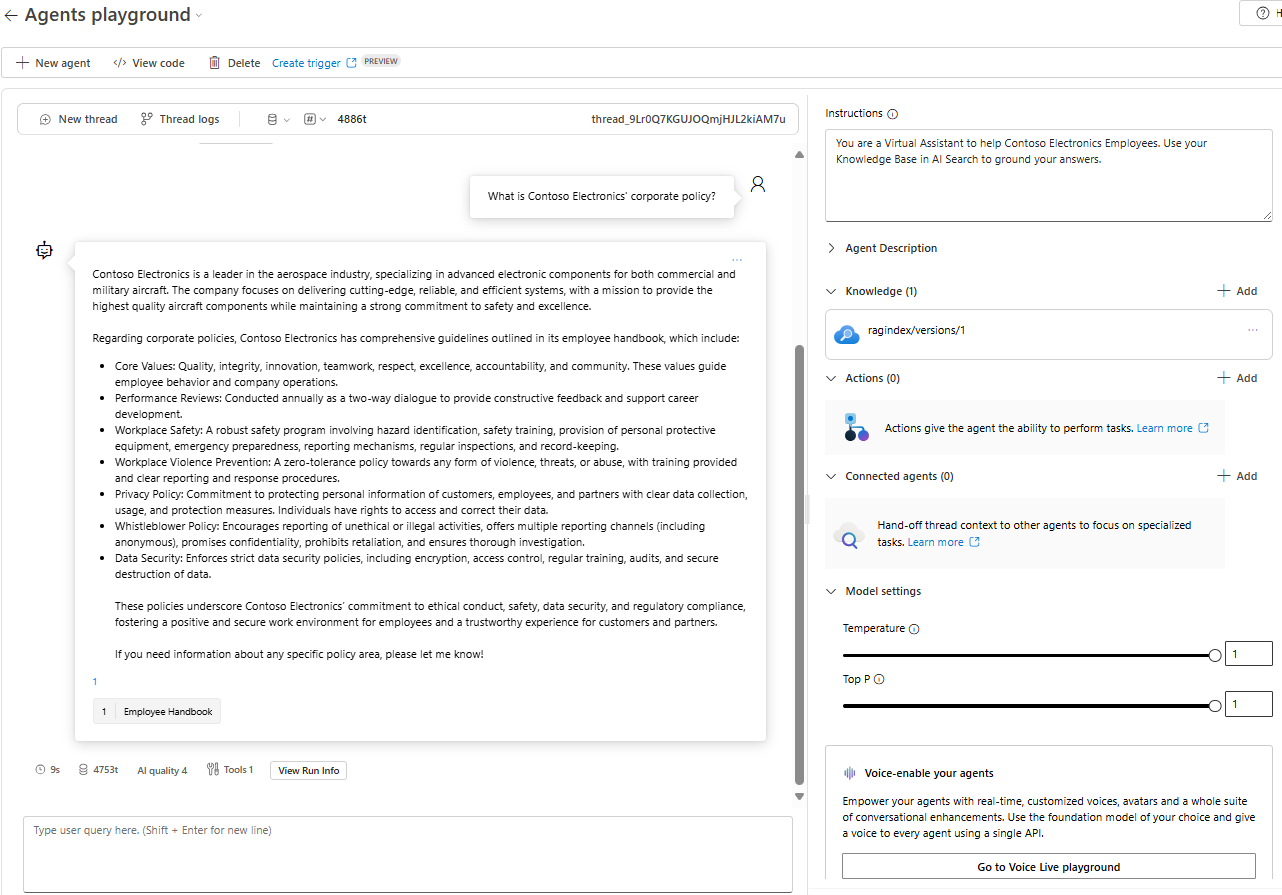 Agents playground
H
New agent
View code
Delete
Create trigger
PREVIEW
New thread
Thread logs
4886t
thread_9Lr0Q7KGUJOQmjHJL2kiAM7u
What is Contoso Electronics' corporate policy?
...
Contoso Electronics is a leader in the aerospace industry, specializing in advanced electronic components for both commercial and
military aircraft. The company focuses on delivering cutting-edge, reliable, and efficient systems, with a mission to provide the
highest quality aircraft components while maintaining a strong commitment to safety and excellence.
Regarding corporate policies, Contoso Electronics has comprehensive guidelines outlined in its employee handbook, which include:
• Core Values: Quality, integrity, innovation, teamwork, respect, excellence, accountability, and community. These values guide
employee behavior and company operations.
• Performance Reviews: Conducted annually as a two-way dialogue to provide constructive feedback and support career
development.
• Workplace Safety: A robust safety program involving hazard identification, safety training, provision of personal protective
equipment, emergency preparedness, reporting mechanisms, regular inspections, and record-keeping.
• Workplace Violence Prevention: A zero-tolerance policy towards any form of violence, threats, or abuse, with training provided
and clear reporting and response procedures.
• Privacy Policy: Commitment to protecting personal information of customers, employees, and partners with clear data collection,
usage, and protection measures. Individuals have rights to access and correct their data.
• Whistleblower Policy: Encourages reporting of unethical or illegal activities, offers multiple reporting channels (including
anonymous), promises confidentiality, prohibits retaliation, and ensures thorough investigation.
• Data Security: Enforces strict data security policies, including encryption, access control, regular training, audits, and secure
destruction of data.
These policies underscore Contoso Electronics' commitment to ethical conduct, safety, data security, and regulatory compliance,
fostering a positive and secure work environment for employees and a trustworthy experience for customers and partners.
If you need information about any specific policy area, please let me know!
1
1 Employee Handbook
9s
4753t
AI quality 4
Tools 1
View Run Info
Type user query here. (Shift + Enter for new line)
Instructions
You are a Virtual Assistant to help Contoso Electronics Employees. Use your
Knowledge Base in AI Search to ground your answers.
Agent Description
Knowledge (1)
Add
ragindex/versions/1
...
Actions (0)
Add
Actions give the agent the ability to perform tasks. Learn more
Connected agents (0)
Add
Hand-off thread context to other agents to focus on specialized
tasks. Learn more
Model settings
Temperature
1
Top P
1
Voice-enable your agents
Empower your agents with real-time, customized voices, avatars and a whole suite
of conversational enhancements. Use the foundation model of your choice and give
a voice to every agent using a single API.
Go to Voice Live playground